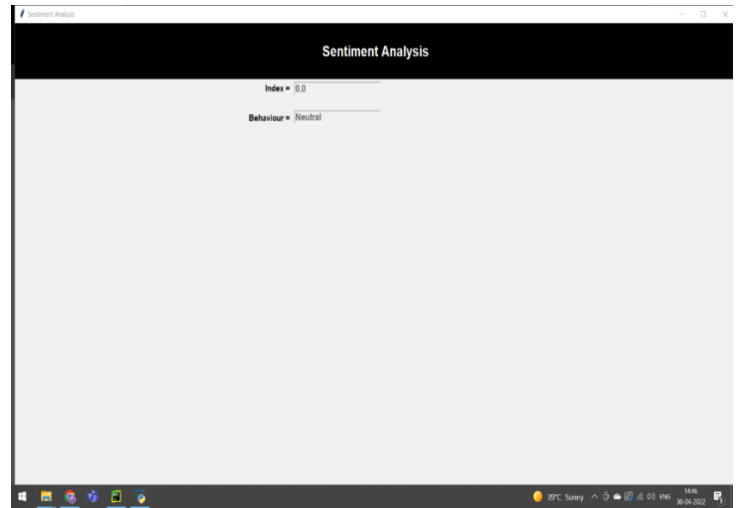 Sentiment Analysis
Sentiment Analysis
Index = 0.0
Behaviour = Neutral
39°C Sunny ENG 14:46
30-04-2022